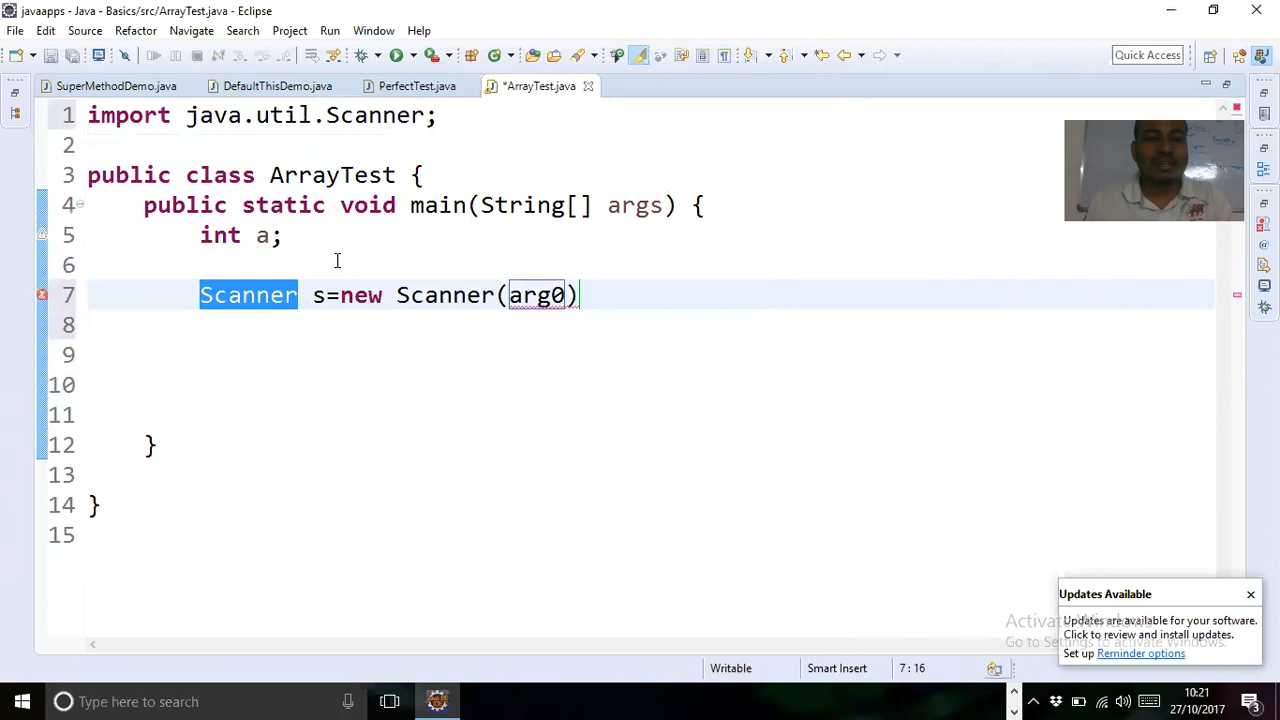 javaapps - Java - Basics/src/ArrayTest.java - Eclipse
File Edit Source Refactor Navigate Search Project Run Window Help
Quick Access
SuperMethodDemo.java DefaultThisDemo.java PerfectTest.java *ArrayTest.java
1 import java.util.Scanner;
2
3 public class ArrayTest {
4 public static void main(String[] args) {
5 int a;
6
7 Scanner s=new Scanner(arg0)
8
9
10
11
12 }
13
14 }
15
Updates Available
Updates are available for your software.
Click to review and install updates.
Set up Reminder options
Activate Windows
Go to Settings to activate Windows.
Writable Smart Insert 7:16
Type here to search
10:21
27/10/2017
3